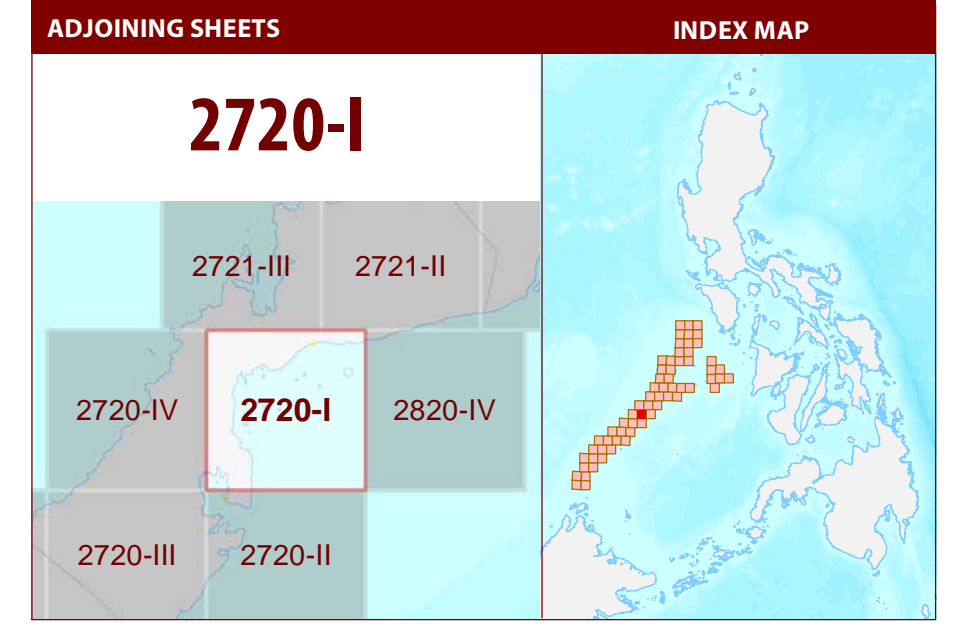 ADJOINING SHEETS
INDEX MAP
2720-I
2721-III
2721-II
2720-IV
2720-I
2820-IV
2720-III
2720-II